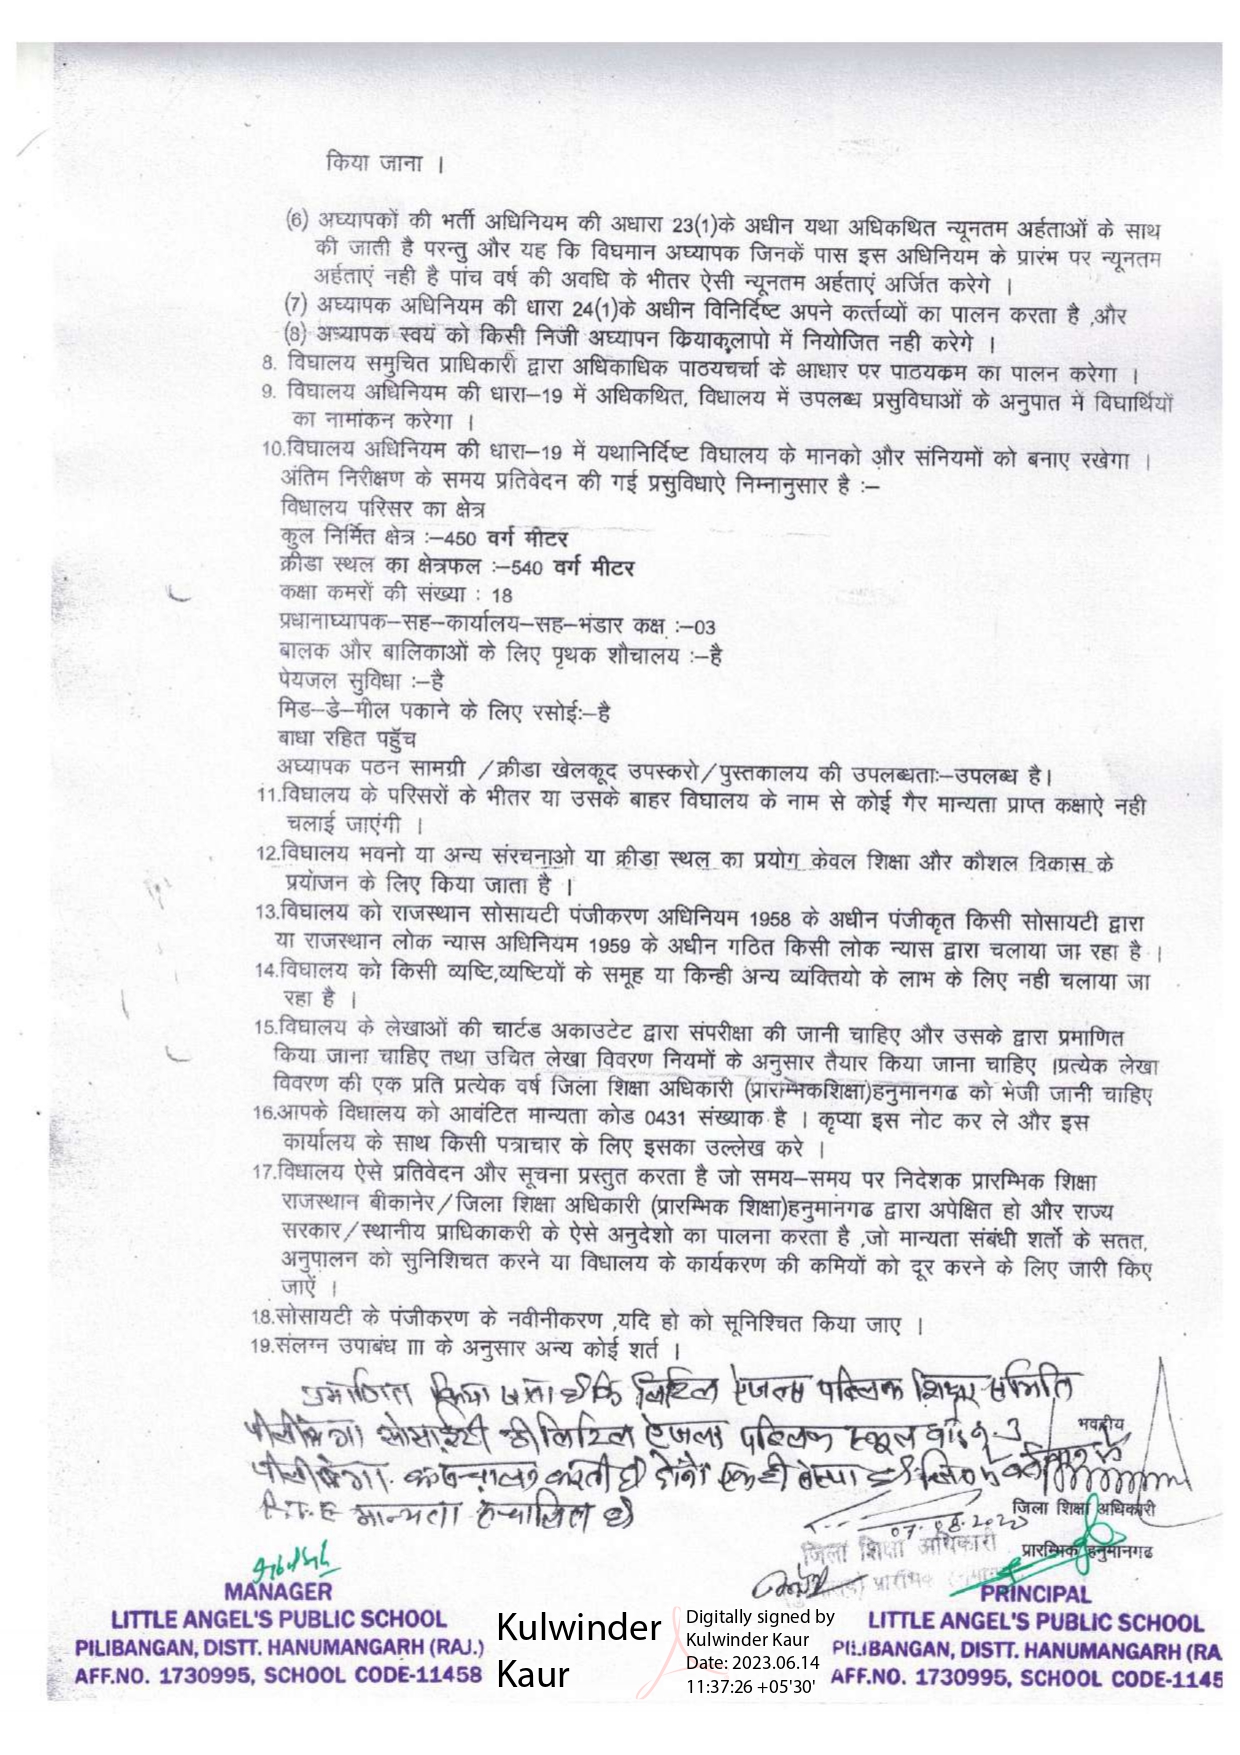 किया जाना ।
(6) अघ्यापकों की भर्ती अधिनियम की अधारा 23(1)के अधीन यथा अधिकथित न्यूनतम अर्हताओं के साथ
की जाती है परन्तु और यह कि विघमान अघ्यापक जिनकें पास इस अधिनियम के प्रारंभ पर न्यूनतम
अर्हताएं नही है पांच वर्ष की अवधि के भीतर ऐसी न्यूनतम अर्हताएं अर्जित करेगे ।
(7) अघ्यापक अधिनियम की धारा 24(1)के अधीन विनिर्दिष्ट अपने कर्त्तव्यों का पालन करता है ,और
(8) अघ्यापक स्वयं को किसी निजी अघ्यापन कियाकलापो में नियोजित नही करेगे ।
8. विघालय समुचित प्राधिकारी द्वारा अधिकाधिक पाठयचर्चा के आधार पर पाठयकम का पालन करेगा ।
9. विघालय अधिनियम की धारा–19 में अधिकथित, विघालय में उपलब्ध प्रसुविघाओं के अनुपात में विघार्थियों
का नामांकन करेगा ।
10.विघालय अधिनियम की धारा–19 में यथानिर्दिष्ट विघालय के मानको और संनियमों को बनाए रखेगा ।
अंतिम निरीक्षण के समय प्रतिवेदन की गई प्रसुविधाऐ निम्नानुसार है :–
विधालय परिसर का क्षेत्र
कुल निर्मित क्षेत्र :–450 वर्ग मीटर
क्रीडा स्थल का क्षेत्रफल :–540 वर्ग मीटर
कक्षा कमरों की संख्या : 18
प्रधानाघ्यापक–सह–कार्यालय–सह–भंडार कक्ष :–03
बालक और बालिकाओं के लिए पृथक शौचालय :–है
पेयजल सुविधा :–है
मिड–डे–मील पकाने के लिए रसोई:–है
बाधा रहित पहुॅच
अघ्यापक पठन सामग्री /क्रीडा खेलकूद उपस्करो/पुस्तकालय की उपलब्धताः–उपलब्ध है।
11.विघालय के परिसरों के भीतर या उसके बाहर विघालय के नाम से कोई गैर मान्यता प्राप्त कक्षाऐ नही
चलाई जाएंगी ।
12.विघालय भवनो या अन्य संरचनाओ या क्रीडा स्थल का प्रयोग केवल शिक्षा और कौशल विकास के
प्रयोजन के लिए किया जाता है ।
13.विघालय को राजस्थान सोसायटी पंजीकरण अधिनियम 1958 के अधीन पंजीकृत किसी सोसायटी द्वारा
या राजस्थान लोक न्यास अधिनियम 1959 के अधीन गठित किसी लोक न्यास द्वारा चलाया जा रहा है ।
14.विघालय को किसी व्यष्टि,व्यष्टियों के समूह या किन्ही अन्य व्यक्तियो के लाभ के लिए नही चलाया जा
रहा है ।
15.विघालय के लेखाओं की चार्टड अकाउटेट द्वारा संपरीक्षा की जानी चाहिए और उसके द्वारा प्रमाणित
किया जाना चाहिए तथा उचित लेखा विवरण नियमों के अनुसार तैयार किया जाना चाहिए ।प्रत्येक लेखा
विवरण की एक प्रति प्रत्येक वर्ष जिला शिक्षा अधिकारी (प्रारम्भिकशिक्षा)हनुमानगढ को भेजी जानी चाहिए
16.आपके विघालय को आवंटित मान्यता कोड 0431 संख्याक है । कृप्या इस नोट कर ले और इस
कार्यालय के साथ किसी पत्राचार के लिए इसका उल्लेख करे ।
17.विधालय ऐसे प्रतिवेदन और सूचना प्रस्तुत करता है जो समय–समय पर निदेशक प्रारम्भिक शिक्षा
राजस्थान बीकानेर/जिला शिक्षा अधिकारी (प्रारम्भिक शिक्षा)हनुमानगढ द्वारा अपेक्षित हो और राज्य
सरकार/स्थानीय प्राधिकाकरी के ऐसे अनुदेशो का पालना करता है ,जो मान्यता संबंधी शर्तो के सतत,
अनुपालन को सुनिशिचत करने या विधालय के कार्यकरण की कमियों को दूर करने के लिए जारी किए
जाऐं ।
18.सोसायटी के पंजीकरण के नवीनीकरण ,यदि हो को सूनिश्चित किया जाए ।
19.संलग्न उपाबंध III के अनुसार अन्य कोई शर्त ।
प्रमाणित किया जाता है कि लिटिल ऐंजल्स पब्लिक शिक्षा समिति
पीलीबंगा सोसाईटी ही लिटिल ऐंजल्स पब्लिक स्कूल वार्ड नं 3
भवदीय
पीलीबंगा का संचालन करती है दोनो एक ही संस्था है
R.T.E मान्यता संचालित है।
जिला शिक्षा अधिकारी
07.08.2020
प्रारम्भिक हनुमानगढ
जिला शिक्षा अधिकारी
MANAGER
LITTLE ANGEL'S PUBLIC SCHOOL
PILIBANGAN, DISTT. HANUMANGARH (RAJ.)
AFF.NO. 1730995, SCHOOL CODE-11458
Kulwinder
Kaur
Digitally signed by
Kulwinder Kaur
Date: 2023.06.14
11:37:26 +05'30'
PRINCIPAL
LITTLE ANGEL'S PUBLIC SCHOOL
PILIBANGAN, DISTT. HANUMANGARH (RA
AFF.NO. 1730995, SCHOOL CODE-1145